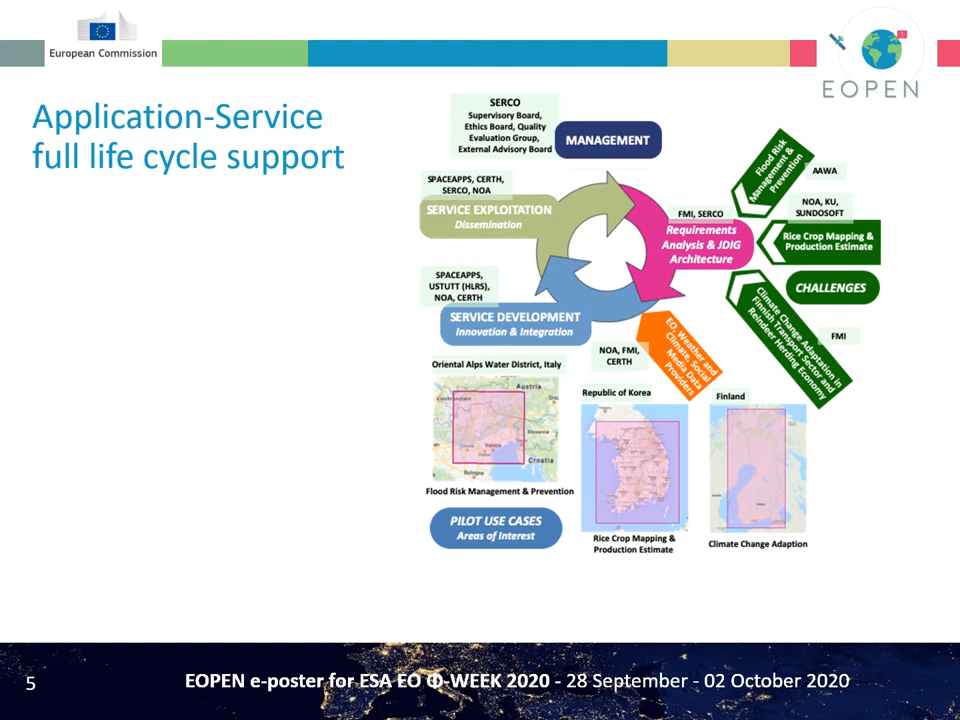 European Commission
EOPEN
Application-Service
full life cycle support
SERCO
Supervisory Board,
Ethics Board, Quality
Evaluation Group,
External Advisory Board
MANAGEMENT
SPACEAPPS, CERTH,
SERCO, NOA
SERVICE EXPLOITATION
Dissemination
FMI, SERCO
Requirements
Analysis & JDIG
Architecture
Flood Risk
Management &
Prevention
AAWA
NOA, KU,
SUNDOSOFT
Rice Crop Mapping &
Production Estimate
CHALLENGES
Climate Change Adaptation in
Finnish Transport Sector and
Reindeer Herding Economy
FMI
SPACEAPPS,
USTUTT (HLRS),
NOA, CERTH
SERVICE DEVELOPMENT
Innovation & Integration
EO, Weather and
Climate, Social
Media Data
Providers
NOA, FMI,
CERTH
Oriental Alps Water District, Italy
Liechtenstein
Austria
Slovenia
Venice
Croatia
Bologna
Flood Risk Management & Prevention
Republic of Korea
Rice Crop Mapping &
Production Estimate
Finland
Climate Change Adaption
PILOT USE CASES
Areas of Interest
5
EOPEN e-poster for ESA EO Φ-WEEK 2020 - 28 September - 02 October 2020